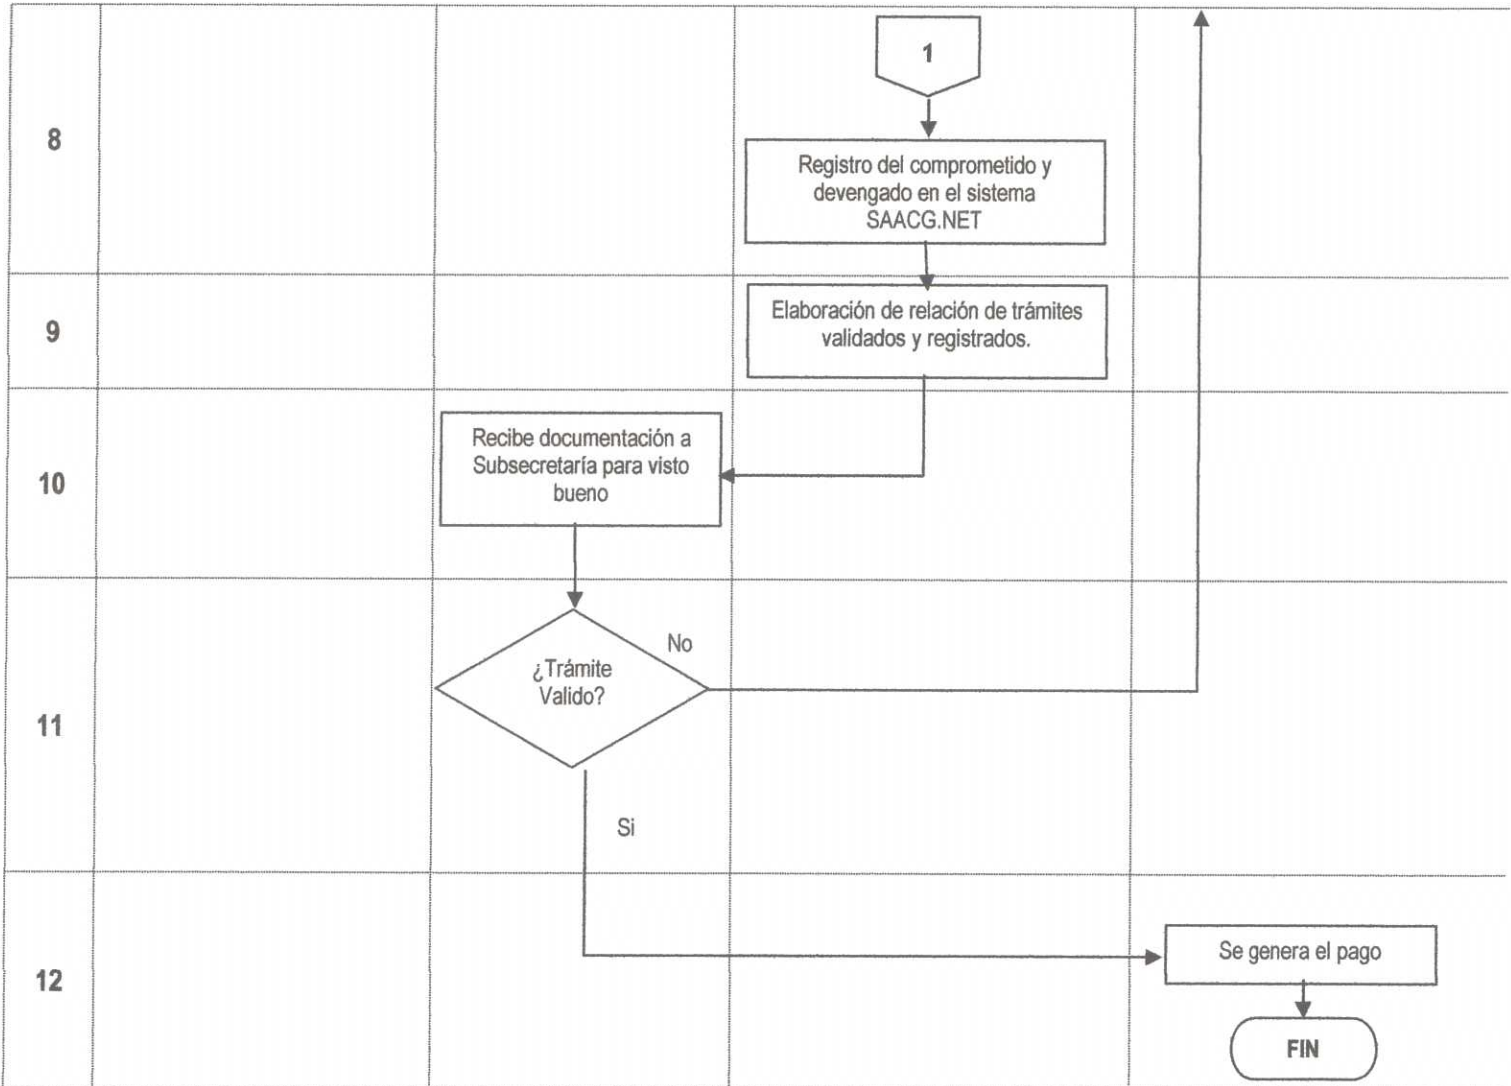 1
8
Registro del comprometido y
devengado en el sistema
SAACG.NET
9
Elaboración de relación de trámites
validados y registrados.
10
Recibe documentación a
Subsecretaría para visto
bueno
No
¿Trámite
Valido?
11
Si
12
Se genera el pago
FIN